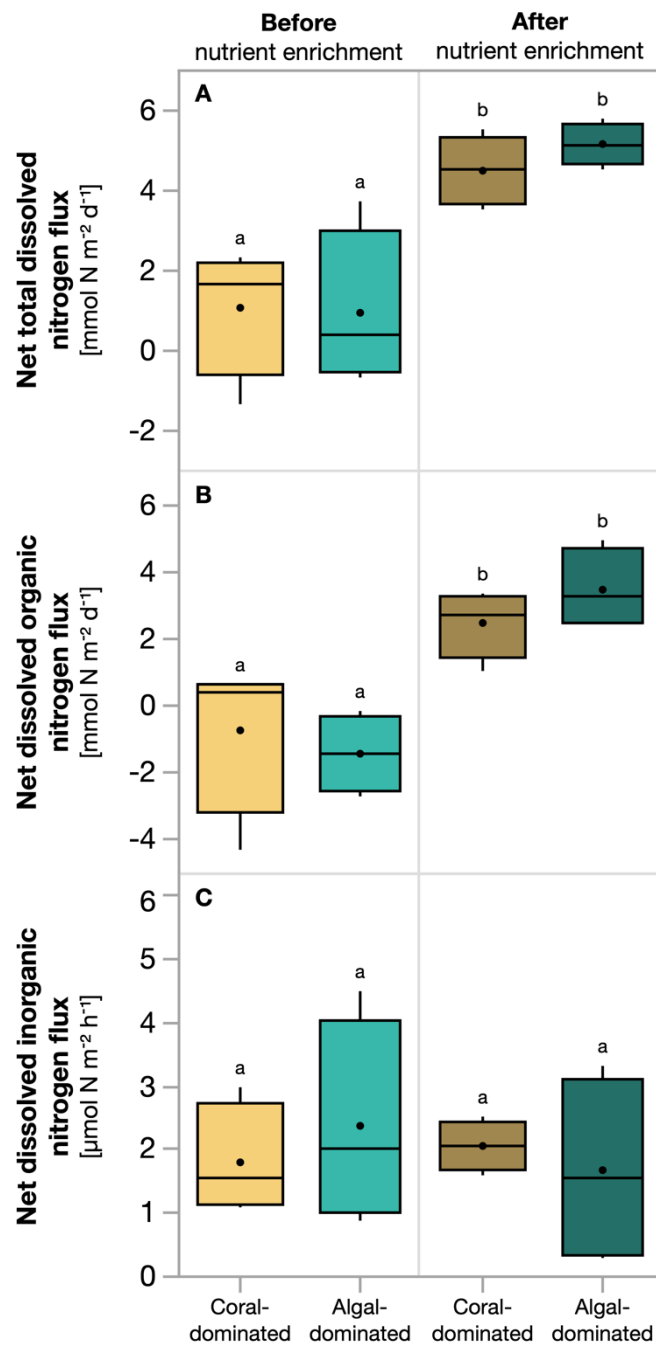 Before
nutrient enrichment
After
nutrient enrichment
A
Net total dissolved
nitrogen flux
[mmol N m⁻² d⁻¹]
6
4
2
0
-2
a
a
b
b
B
Net dissolved organic
nitrogen flux
[mmol N m⁻² d⁻¹]
6
4
2
0
-2
-4
a
a
b
b
C
Net dissolved inorganic
nitrogen flux
[µmol N m⁻² h⁻¹]
6
5
4
3
2
1
0
a
a
a
a
Coral-
dominated
Algal-
dominated
Coral-
dominated
Algal-
dominated